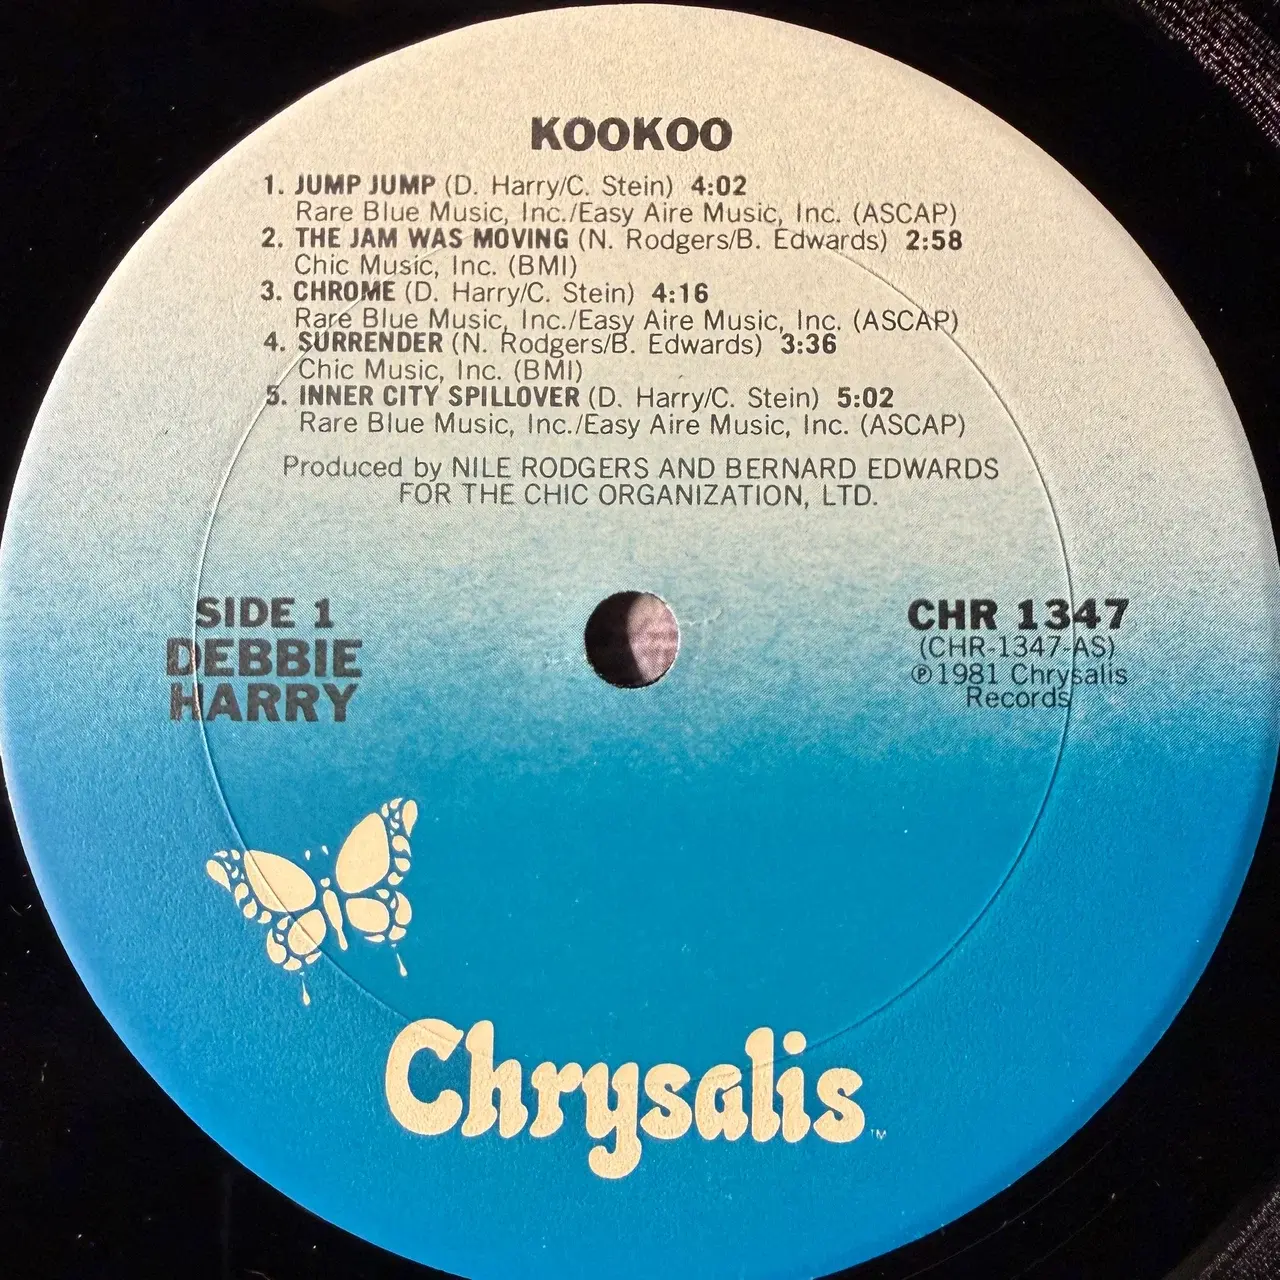 KOOKOO
1. JUMP JUMP (D. Harry/C. Stein) 4:02
Rare Blue Music, Inc./Easy Aire Music, Inc. (ASCAP)
2. THE JAM WAS MOVING (N. Rodgers/B. Edwards) 2:58
Chic Music, Inc. (BMI)
3. CHROME (D. Harry/C. Stein) 4:16
Rare Blue Music, Inc./Easy Aire Music, Inc. (ASCAP)
4. SURRENDER (N. Rodgers/B. Edwards) 3:36
Chic Music, Inc. (BMI)
5. INNER CITY SPILLOVER (D. Harry/C. Stein) 5:02
Rare Blue Music, Inc./Easy Aire Music, Inc. (ASCAP)
Produced by NILE RODGERS AND BERNARD EDWARDS
FOR THE CHIC ORGANIZATION, LTD.
SIDE 1
DEBBIE
HARRY
CHR 1347
(CHR-1347-AS)
℗1981 Chrysalis
Records
Chrysalis™